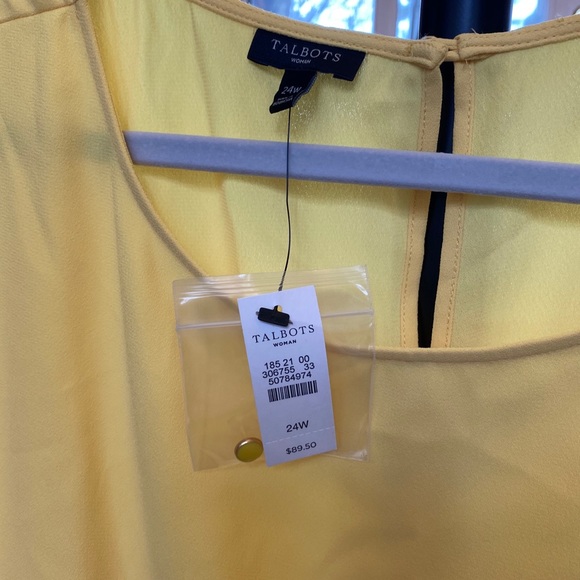 TALBOTS
WOMAN
24W
TALBOTS
WOMAN
185 21 00
306755 33
50784974
24W
$89.50